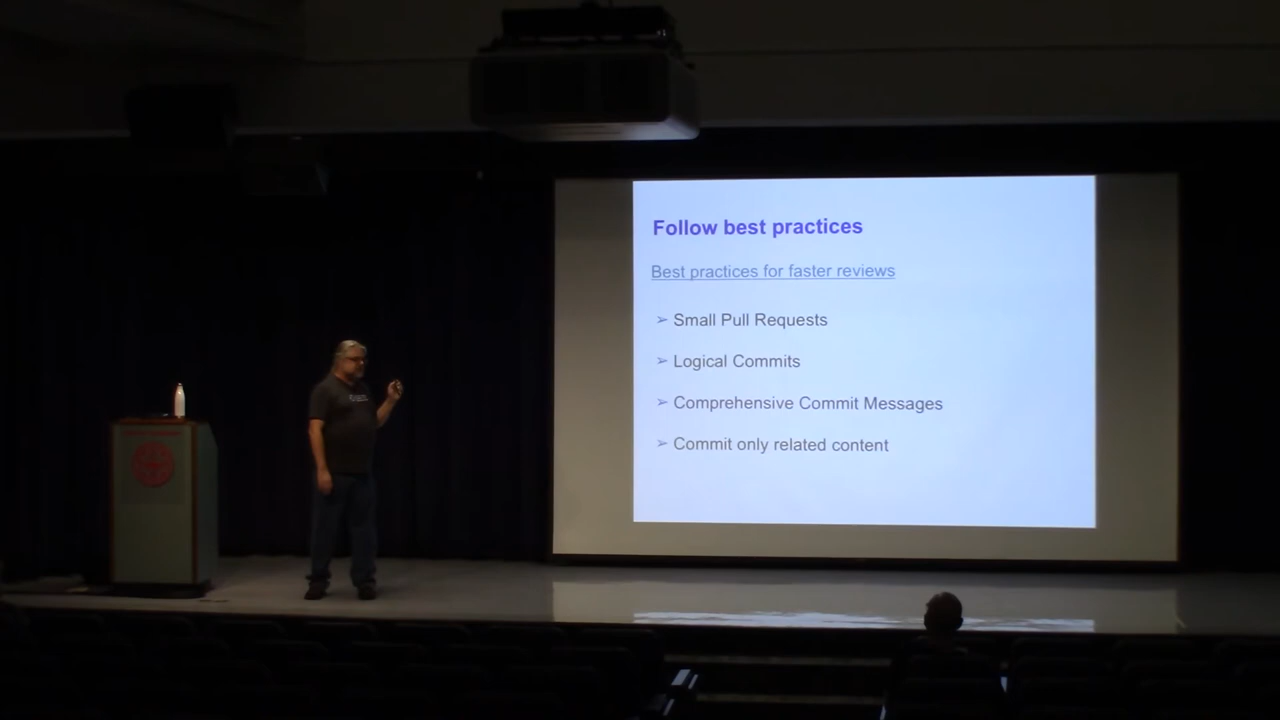 Follow best practices
Best practices for faster reviews
➢ Small Pull Requests
➢ Logical Commits
➢ Comprehensive Commit Messages
➢ Commit only related content